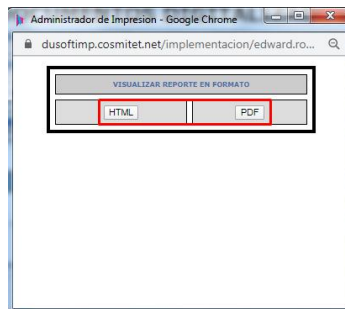 Administrador de Impresion - Google Chrome
dusoftimp.cosmitet.net/implementacion/edward.ro...
VISUALIZAR REPORTE EN FORMATO
HTML PDF